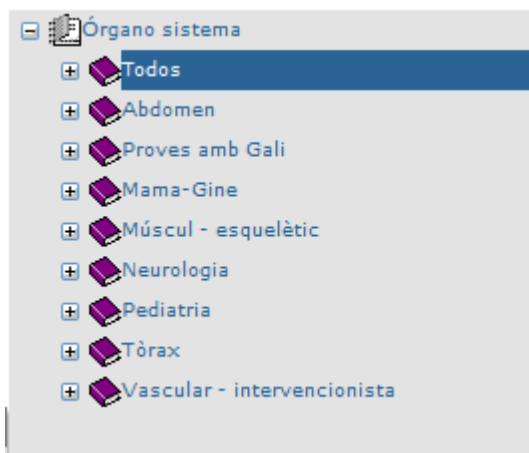 Órgano sistema
Todos
Abdomen
Proves amb Gali
Mama-Gine
Múscul - esquelètic
Neurologia
Pediatria
Tòrax
Vascular - intervencionista